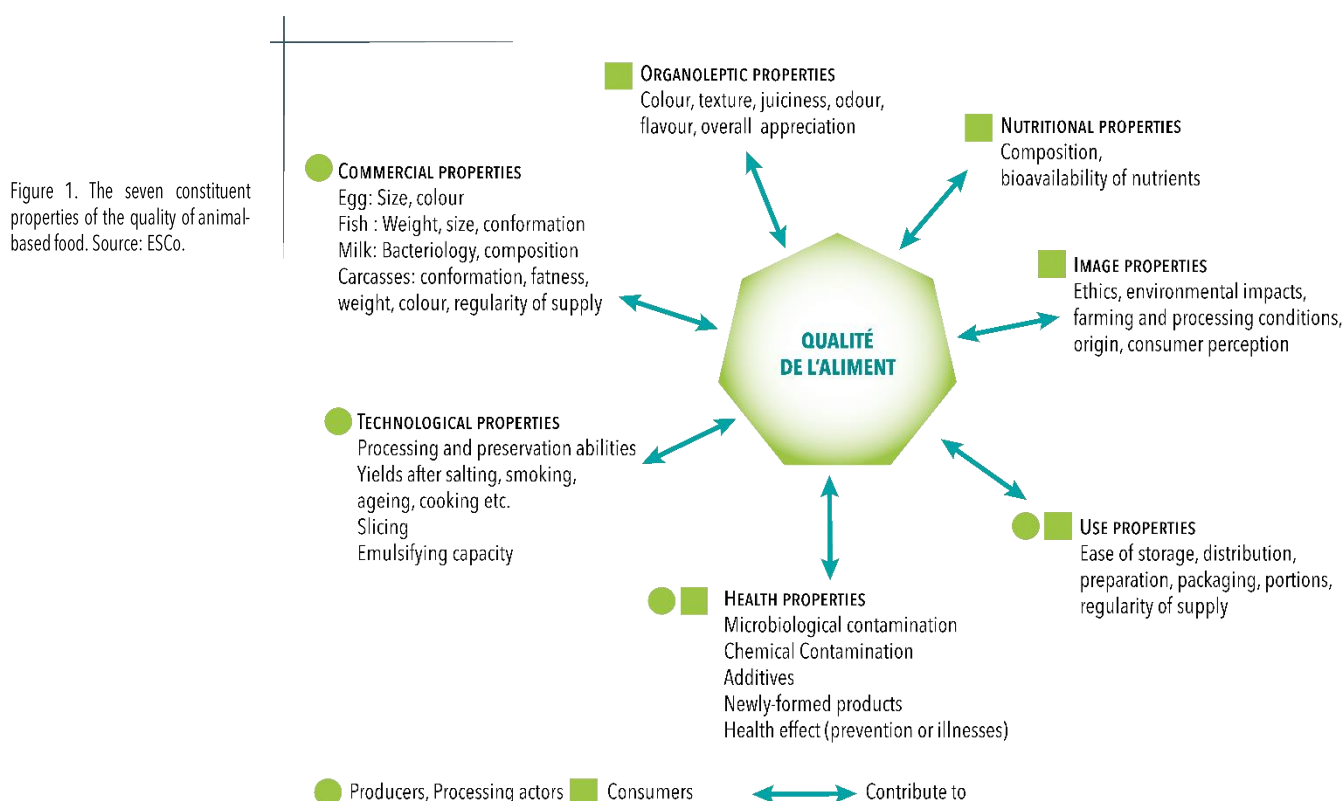 Figure 1. The seven constituent
properties of the quality of animal-
based food. Source: ESCo.
ORGANOLEPTIC PROPERTIES
Colour, texture, juiciness, odour,
flavour, overall appreciation
NUTRITIONAL PROPERTIES
Composition,
bioavailability of nutrients
COMMERCIAL PROPERTIES
Egg: Size, colour
Fish : Weight, size, conformation
Milk: Bacteriology, composition
Carcasses: conformation, fatness,
weight, colour, regularity of supply
IMAGE PROPERTIES
Ethics, environmental impacts,
farming and processing conditions,
origin, consumer perception
QUALITÉ
DE L'ALIMENT
TECHNOLOGICAL PROPERTIES
Processing and preservation abilities
Yields after salting, smoking,
ageing, cooking etc.
Slicing
Emulsifying capacity
USE PROPERTIES
Ease of storage, distribution,
preparation, packaging, portions,
regularity of supply
HEALTH PROPERTIES
Microbiological contamination
Chemical Contamination
Additives
Newly-formed products
Health effect (prevention or illnesses)
Producers, Processing actors Consumers Contribute to